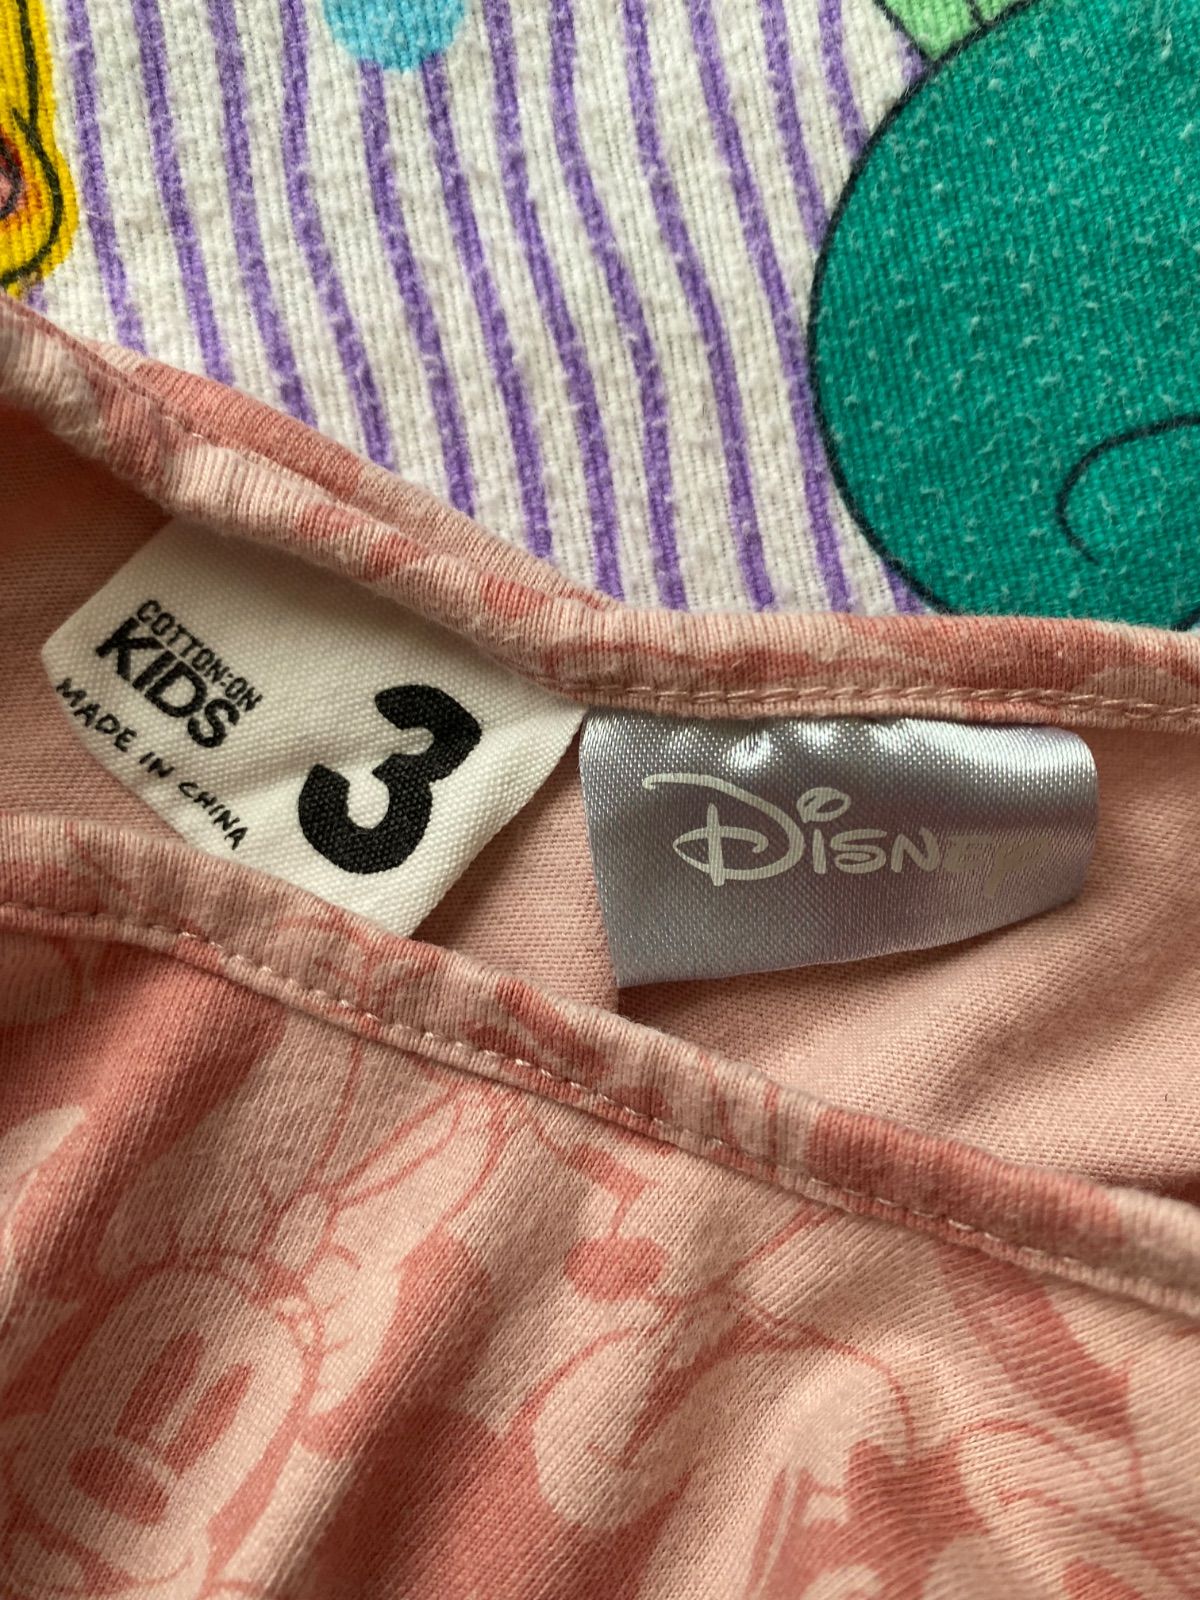 COTTON:ON
KIDS
MADE IN CHINA
3
Disney